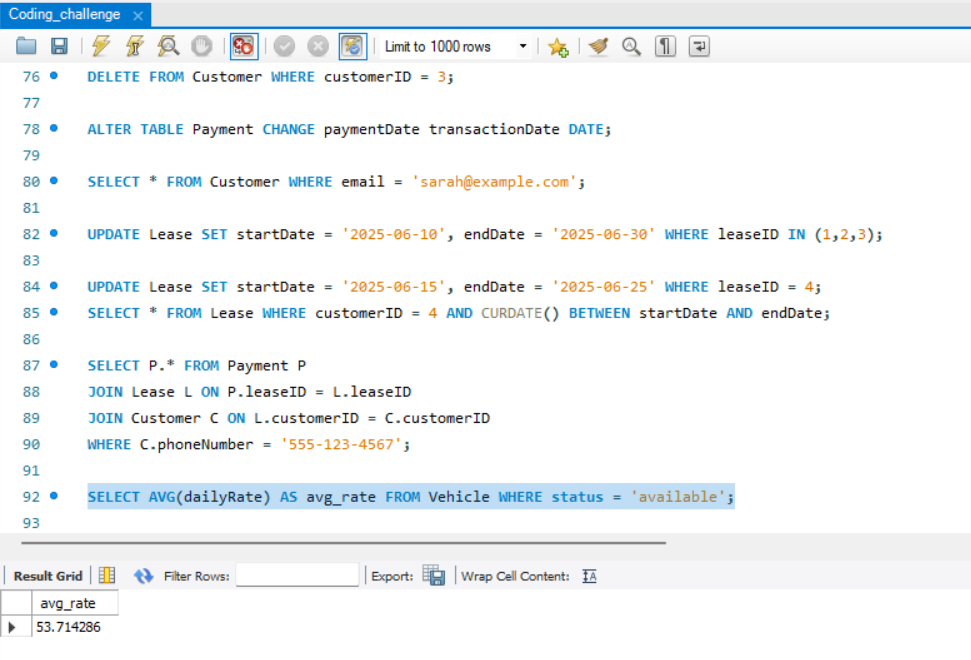 Coding_challenge
Limit to 1000 rows
76 DELETE FROM Customer WHERE customerID = 3;
77
78 ALTER TABLE Payment CHANGE paymentDate transactionDate DATE;
79
80 SELECT * FROM Customer WHERE email = 'sarah@example.com';
81
82 UPDATE Lease SET startDate = '2025-06-10', endDate = '2025-06-30' WHERE leaseID IN (1,2,3);
83
84 UPDATE Lease SET startDate = '2025-06-15', endDate = '2025-06-25' WHERE leaseID = 4;
85 SELECT * FROM Lease WHERE customerID = 4 AND CURDATE() BETWEEN startDate AND endDate;
86
87 SELECT P.* FROM Payment P
88 JOIN Lease L ON P.leaseID = L.leaseID
89 JOIN Customer C ON L.customerID = C.customerID
90 WHERE C.phoneNumber = '555-123-4567';
91
92 SELECT AVG(dailyRate) AS avg_rate FROM Vehicle WHERE status = 'available';
93
Result Grid Filter Rows: Export: Wrap Cell Content:
avg_rate
53.714286